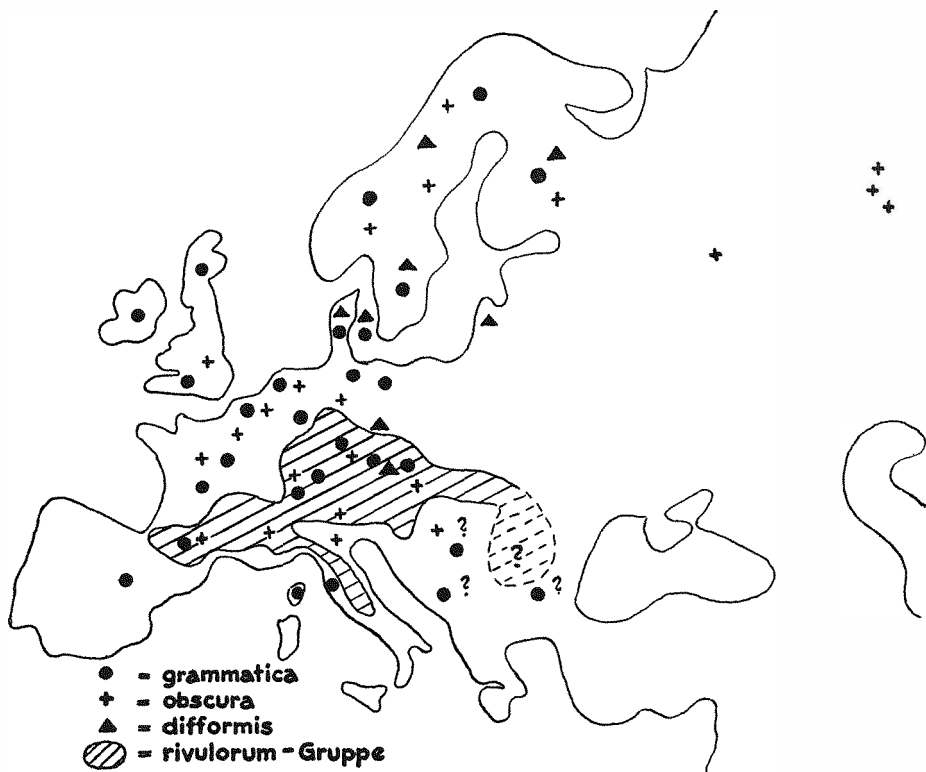 ?
?
?
?
= grammatica
= obscura
= difformis
= rivulorum-Gruppe